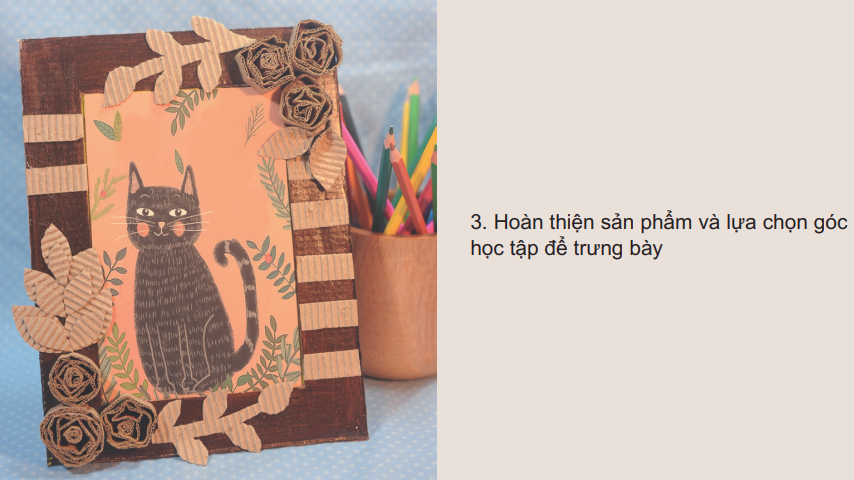 3. Hoàn thiện sản phẩm và lựa chọn góc
học tập để trưng bày